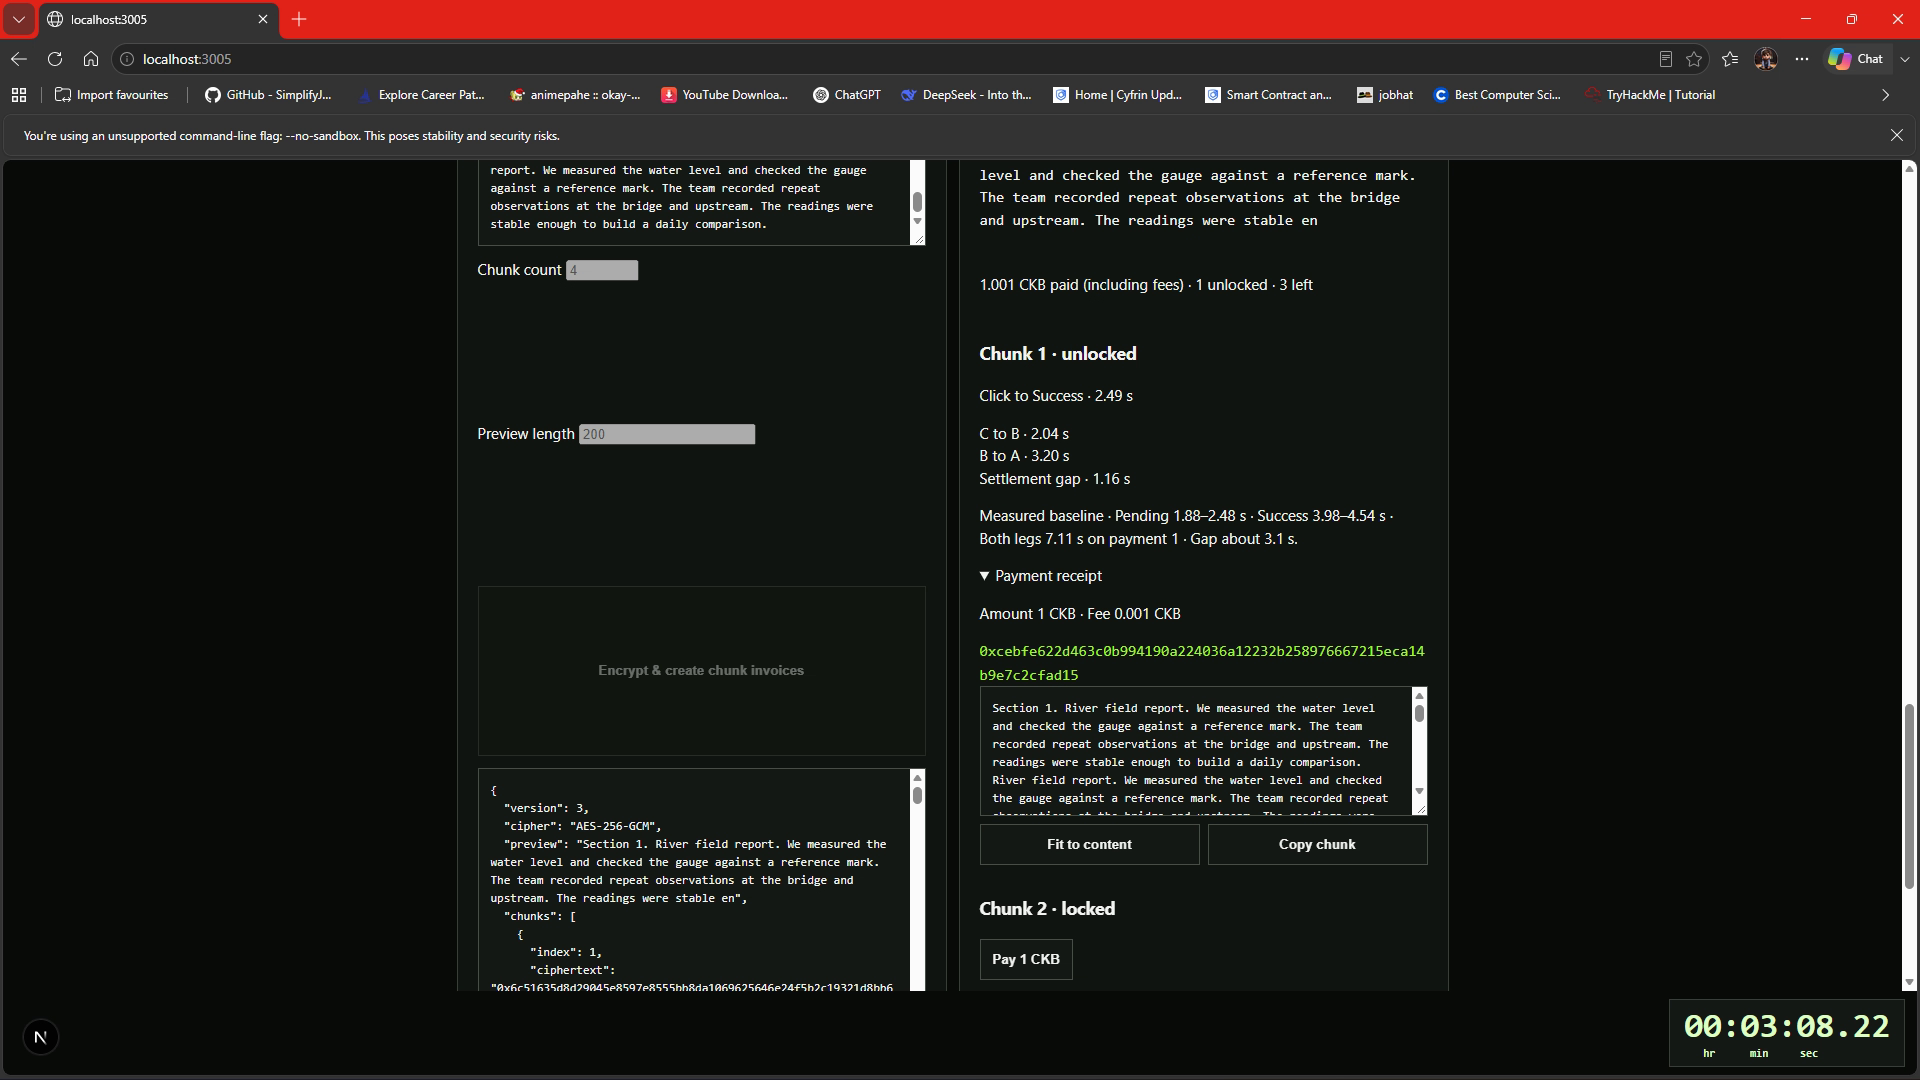 localhost:3005
localhost:3005
Chat
Import favourites
GitHub - SimplifyJ...
Explore Career Pat...
animepahe :: okay-...
YouTube Downloa...
ChatGPT
DeepSeek - Into th...
Home | Cyfrin Upd...
Smart Contract an...
jobhat
Best Computer Sci...
TryHackMe | Tutorial
You're using an unsupported command-line flag: --no-sandbox. This poses stability and security risks.
report. We measured the water level and checked the gauge
against a reference mark. The team recorded repeat
observations at the bridge and upstream. The readings were
stable enough to build a daily comparison.
Chunk count 4
Preview length 200
Encrypt & create chunk invoices
{
"version": 3,
"cipher": "AES-256-GCM",
"preview": "Section 1. River field report. We measured the
water level and checked the gauge against a reference mark.
The team recorded repeat observations at the bridge and
upstream. The readings were stable en",
"chunks": [
{
"index": 1,
"ciphertext":
"0x6c51635d8d29045e8597e8555bb8da1069625646e24f5b2c19321d8bb6
level and checked the gauge against a reference mark.
The team recorded repeat observations at the bridge
and upstream. The readings were stable en
1.001 CKB paid (including fees) · 1 unlocked · 3 left
Chunk 1 · unlocked
Click to Success · 2.49 s
C to B · 2.04 s
B to A · 3.20 s
Settlement gap · 1.16 s
Measured baseline · Pending 1.88–2.48 s · Success 3.98–4.54 s ·
Both legs 7.11 s on payment 1 · Gap about 3.1 s.
▼ Payment receipt
Amount 1 CKB · Fee 0.001 CKB
0xcebfe622d463c0b994190a224036a12232b258976667215eca14
b9e7c2cfad15
Section 1. River field report. We measured the water level
and checked the gauge against a reference mark. The team
recorded repeat observations at the bridge and upstream. The
readings were stable enough to build a daily comparison.
River field report. We measured the water level and checked
the gauge against a reference mark. The team recorded repeat
Fit to content
Copy chunk
Chunk 2 · locked
Pay 1 CKB
N
00:03:08.22
hr min sec